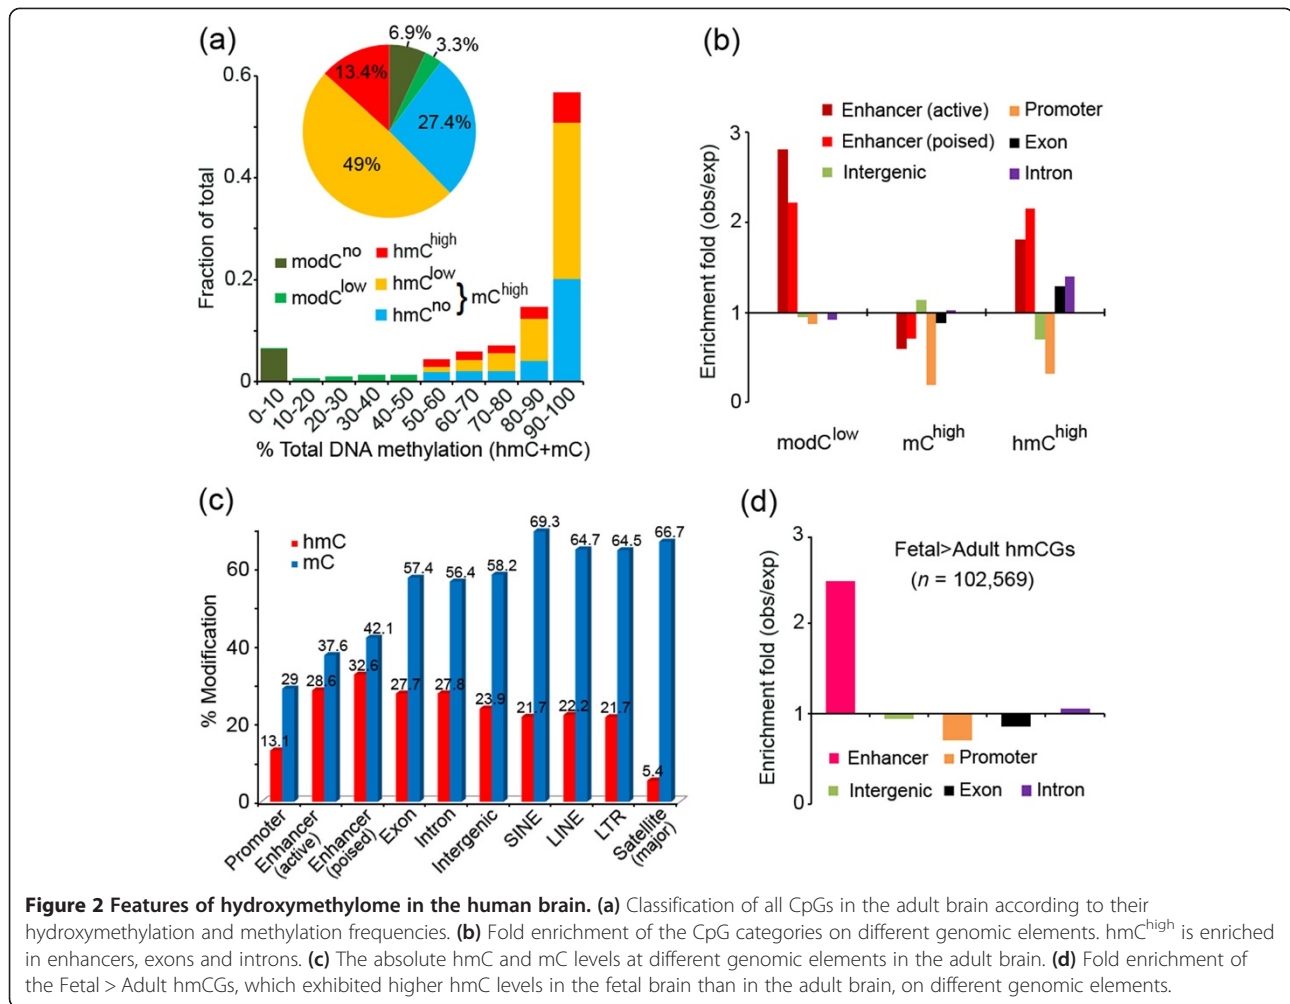 (a)
6.9%
3.3%
13.4%
27.4%
49%
0.6
0.4
0.2
0
Fraction of total
modC^no
modC^low
hmC^high
hmC^low
hmC^no
} mC^high
0-10
10-20
20-30
30-40
40-50
50-60
60-70
70-80
80-90
90-100
% Total DNA methylation (hmC+mC)
(b)
Enhancer (active)
Enhancer (poised)
Intergenic
Promoter
Exon
Intron
3
2
1
2
0
Enrichment fold (obs/exp)
modC^low
mC^high
hmC^high
(c)
hmC
mC
60
40
20
0
% Modification
13.1
29
28.6
37.6
32.6
42.1
27.7
57.4
27.8
56.4
23.9
58.2
21.7
69.3
22.2
64.7
21.7
64.5
5.4
66.7
Promoter
Enhancer
(active)
Enhancer
(poised)
Exon
Intron
Intergenic
SINE
LINE
LTR
Satellite
(major)
(d)
Fetal>Adult hmCGs
(n = 102,569)
3
2
1
0
Enrichment fold (obs/exp)
Enhancer
Promoter
Intergenic
Exon
Intron
Figure 2 Features of hydroxymethylome in the human brain. (a) Classification of all CpGs in the adult brain according to their
hydroxymethylation and methylation frequencies. (b) Fold enrichment of the CpG categories on different genomic elements. hmC^high is enriched
in enhancers, exons and introns. (c) The absolute hmC and mC levels at different genomic elements in the adult brain. (d) Fold enrichment of
the Fetal > Adult hmCGs, which exhibited higher hmC levels in the fetal brain than in the adult brain, on different genomic elements.